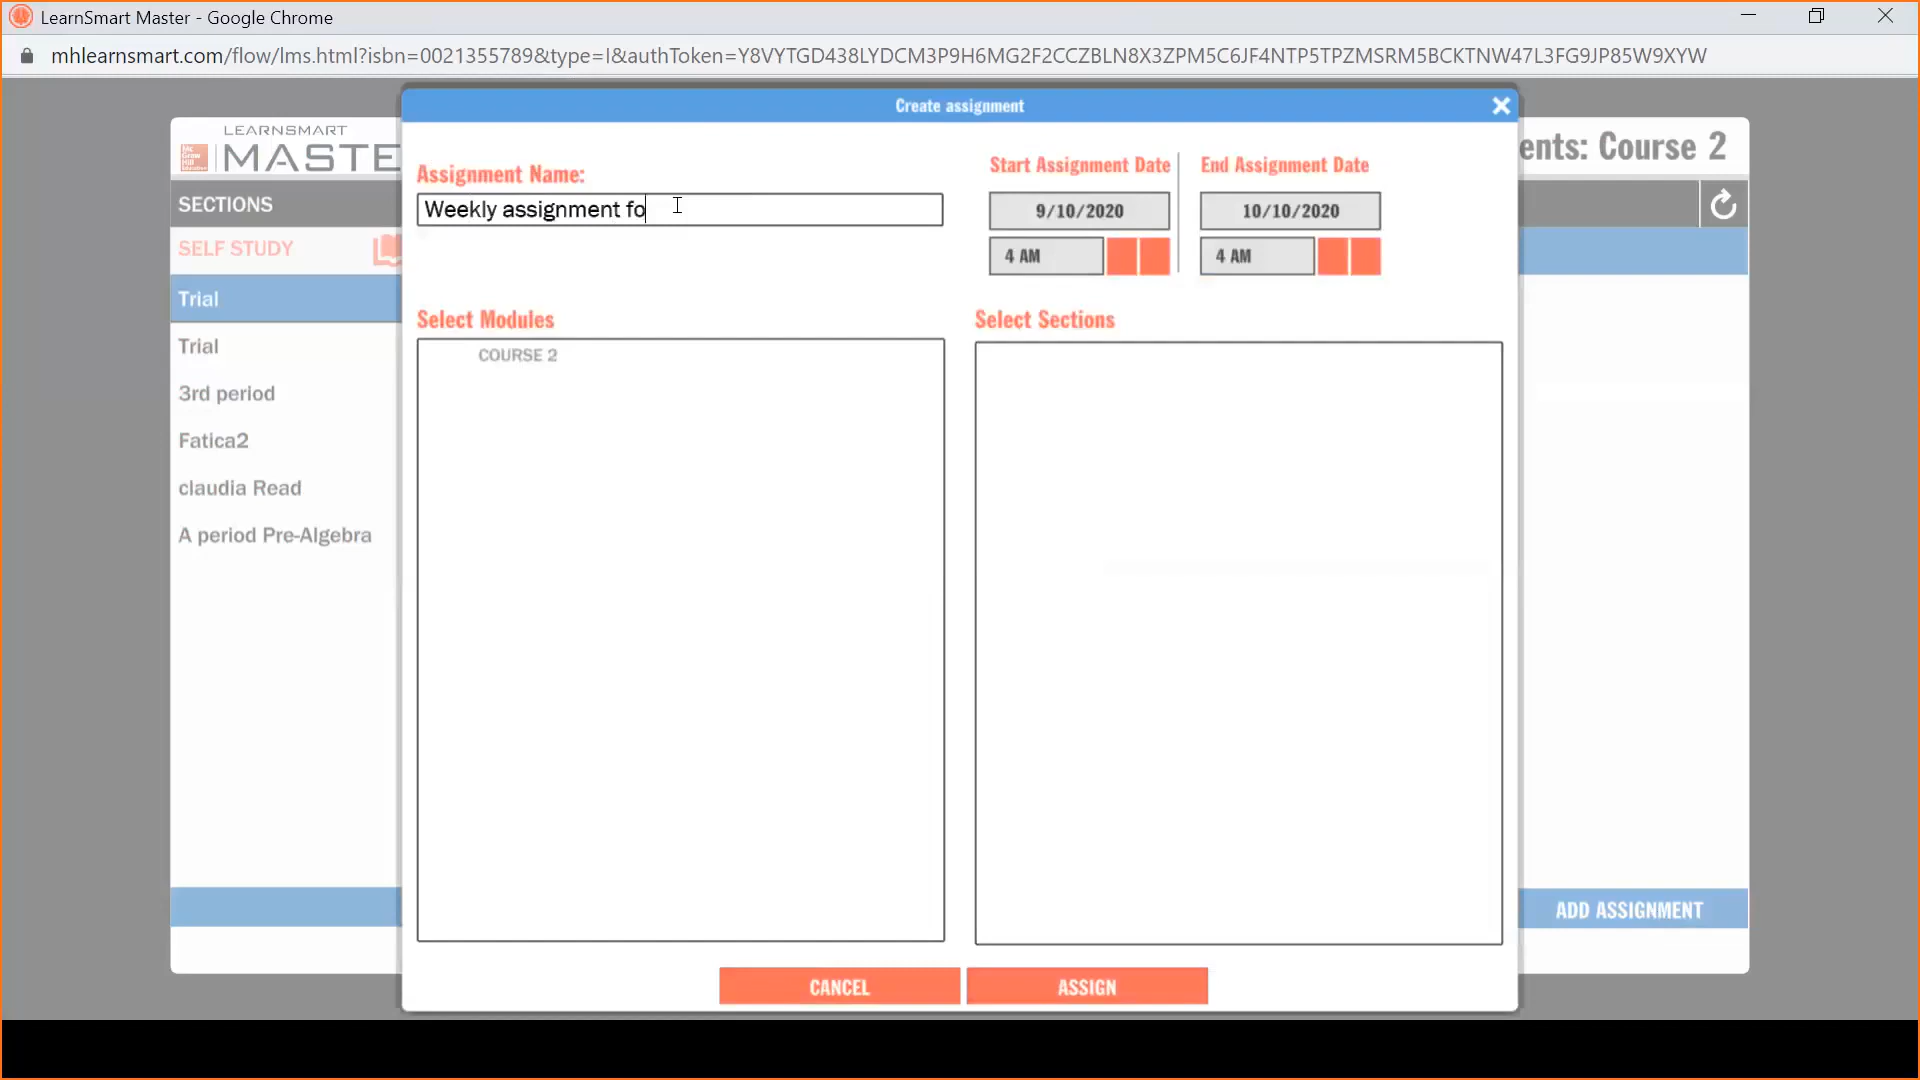 LearnSmart Master - Google Chrome
mhlearnsmart.com/flow/lms.html?isbn=0021355789&type=I&authToken=Y8VYTGD438LYDCM3P9H6MG2F2CCZBLN8X3ZPM5C6JF4NTP5TPZMSRM5BCKTNW47L3FG9JP85W9XYW
Create assignment
LEARNSMART
MASTE
ents: Course 2
SECTIONS
SELF STUDY
Trial
Trial
3rd period
Fatica2
claudia Read
A period Pre-Algebra
Assignment Name:
Weekly assignment fo
Start Assignment Date
End Assignment Date
9/10/2020
10/10/2020
4 AM
4 AM
Select Modules
Select Sections
COURSE 2
CANCEL
ASSIGN
ADD ASSIGNMENT